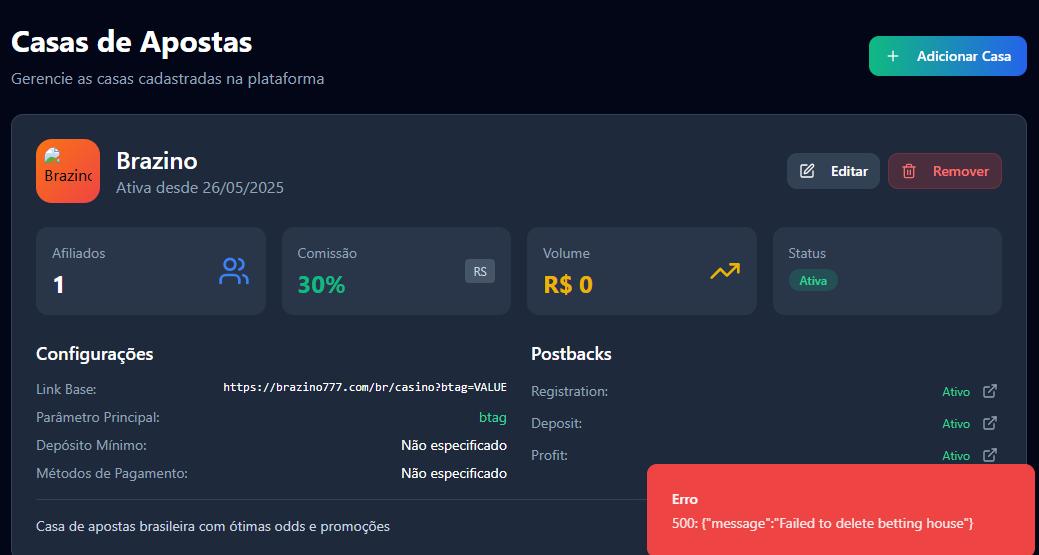 Casas de Apostas
Gerencie as casas cadastradas na plataforma
Adicionar Casa
Brazino
Brazino
Ativa desde 26/05/2025
Editar
Remover
Afiliados
1
Comissão
30%
RS
Volume
R$ 0
Status
Ativa
Configurações
Link Base: https://brazino777.com/br/casino?btag=VALUE
Parâmetro Principal: btag
Depósito Mínimo: Não especificado
Métodos de Pagamento: Não especificado
Postbacks
Registration: Ativo
Deposit: Ativo
Profit: Ativo
Casa de apostas brasileira com ótimas odds e promoções
Erro
500: {"message":"Failed to delete betting house"}